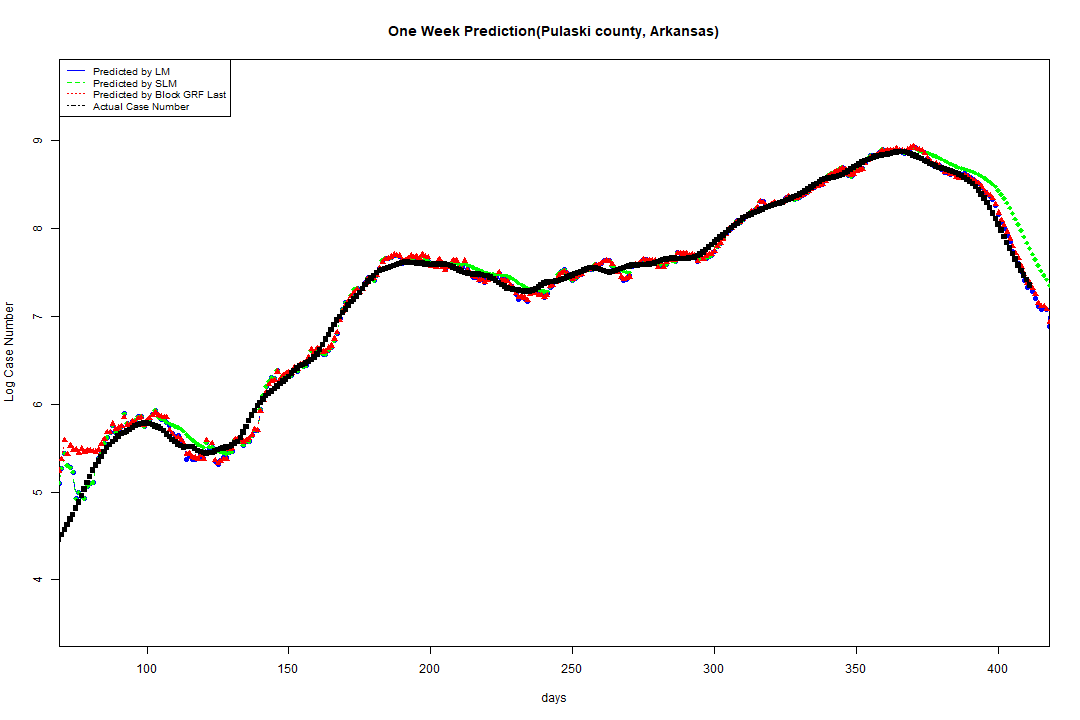 One Week Prediction(Pulaski county, Arkansas)
Predicted by LM
Predicted by SLM
Predicted by Block GRF Last
Actual Case Number
9
8
7
6
5
4
Log Case Number
100 150 200 250 300 350 400
days